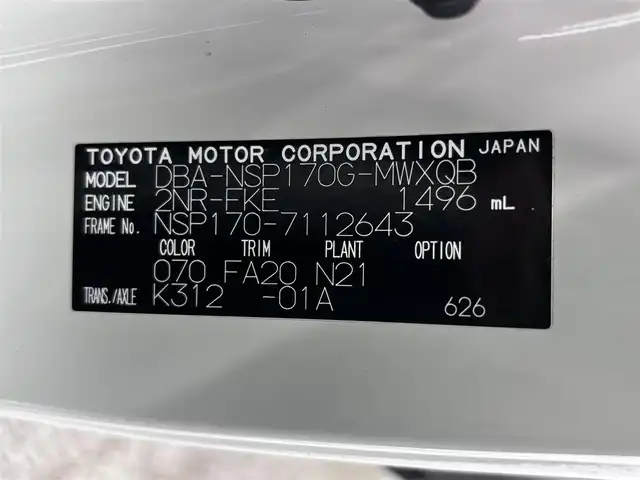 TOYOTA MOTOR CORPORATION JAPAN
MODEL DBA-NSP170G-MWXQB
ENGINE 2NR-FKE 1496 mL
FRAME No. NSP170-7112643
COLOR TRIM PLANT OPTION
070 FA20 N21
TRANS./AXLE K312 -01A 626